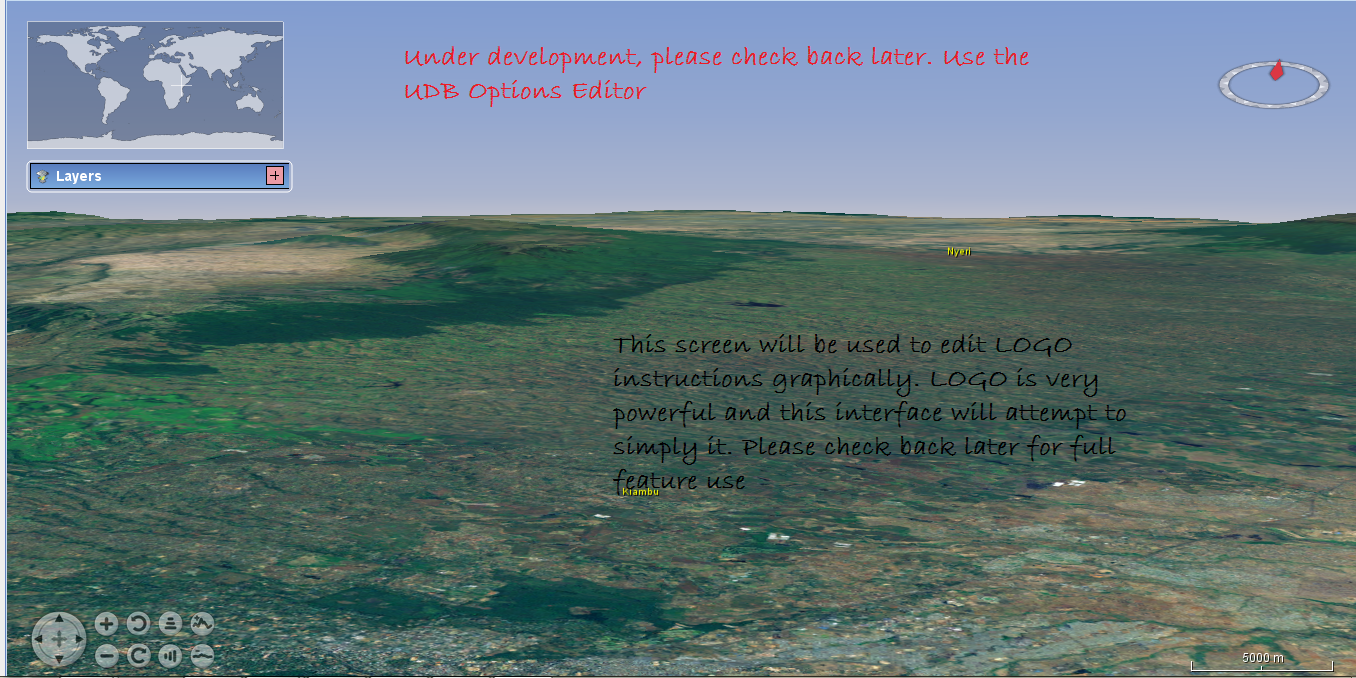 Under development, please check back later. Use the
UDB Options Editor
Layers
Nyeri
This screen will be used to edit LOGO
instructions graphically. LOGO is very
powerful and this interface will attempt to
simply it. Please check back later for full
feature use
Kiambu
5000 m